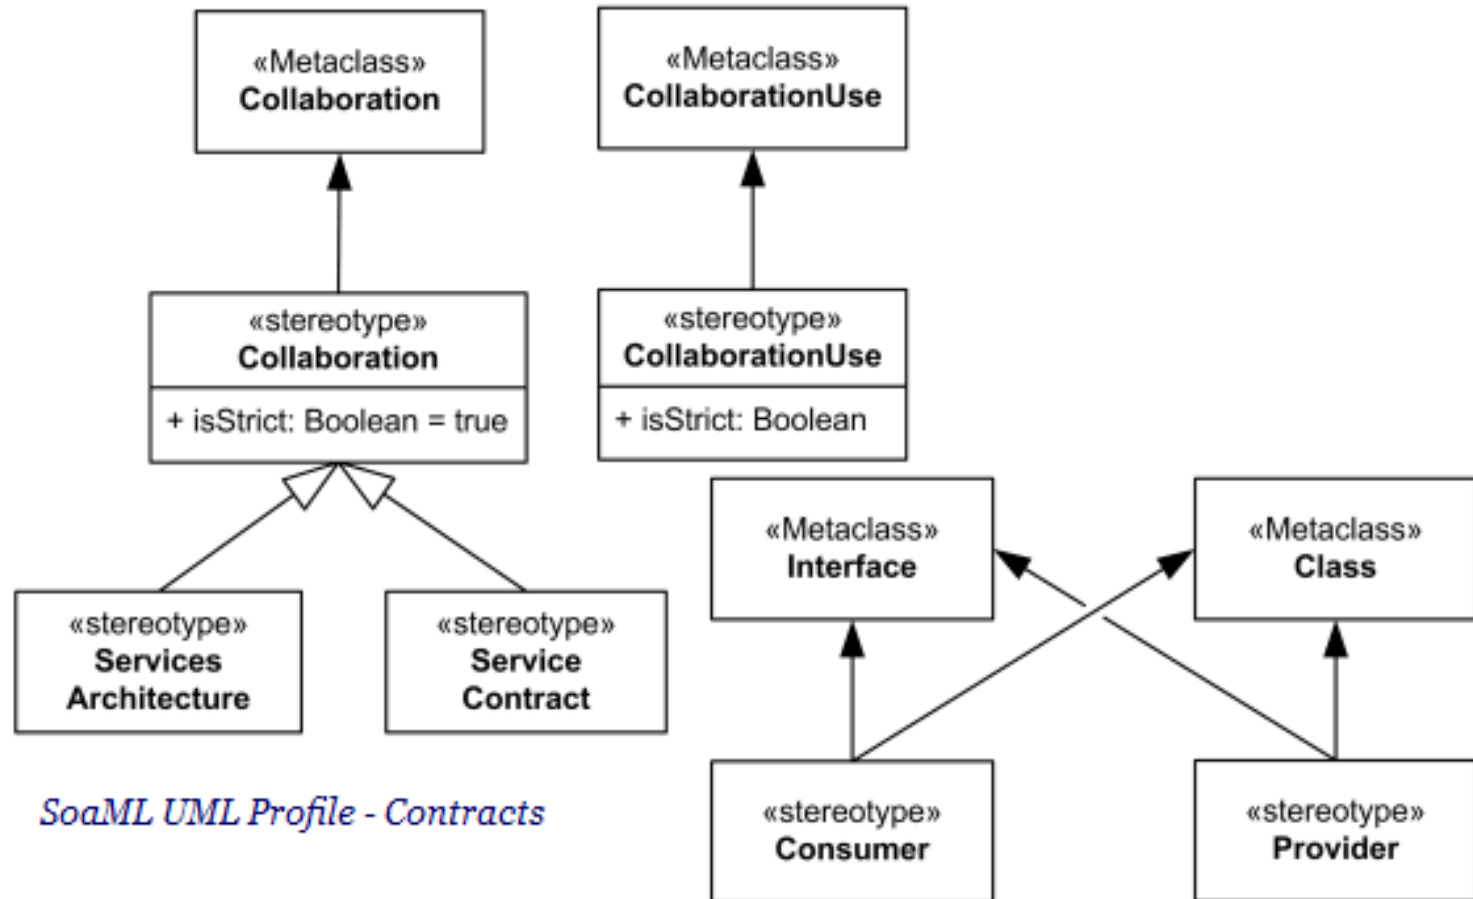 «Metaclass»
Collaboration
«Metaclass»
CollaborationUse
«stereotype»
Collaboration
+ isStrict: Boolean = true
«stereotype»
CollaborationUse
+ isStrict: Boolean
«Metaclass»
Interface
«Metaclass»
Class
«stereotype»
Services
Architecture
«stereotype»
Service
Contract
«stereotype»
Consumer
«stereotype»
Provider
SoaML UML Profile - Contracts